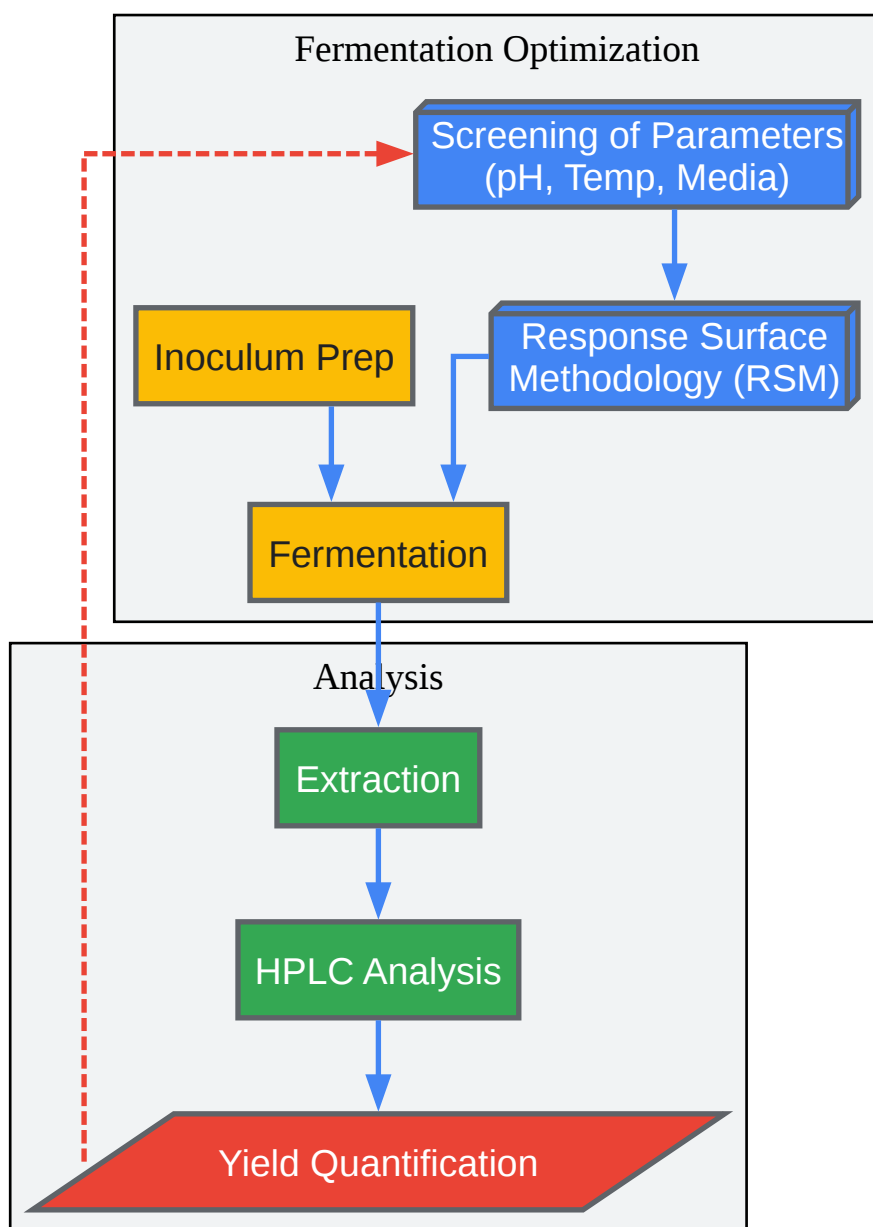 Fermentation Optimization
Screening of Parameters
(pH, Temp, Media)
Inoculum Prep
Response Surface
Methodology (RSM)
Fermentation
Analysis
Extraction
HPLC Analysis
Yield Quantification